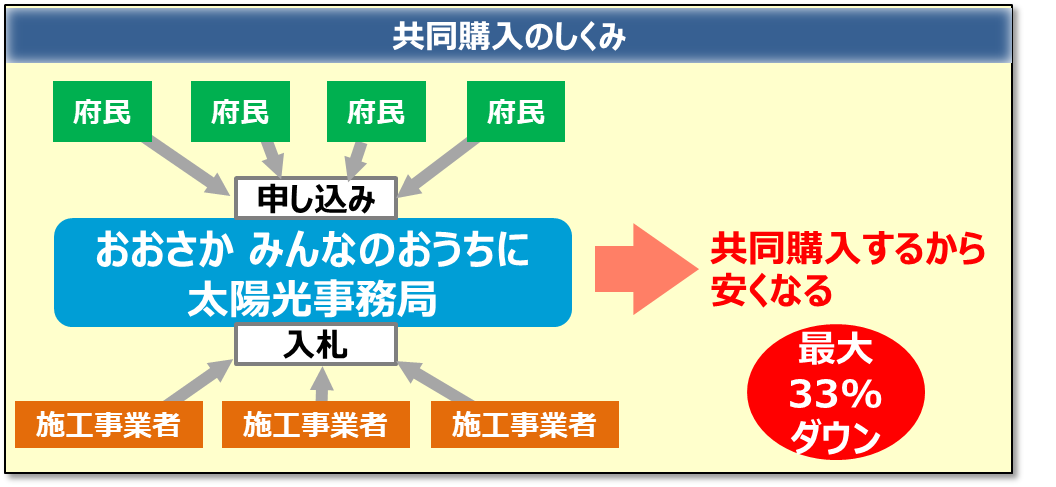 共同購入のしくみ
府民
府民
府民
府民
申し込み
おおさか みんなのおうちに
太陽光事務局
入札
施工事業者
施工事業者
施工事業者
共同購入するから
安くなる
最大
33%
ダウン